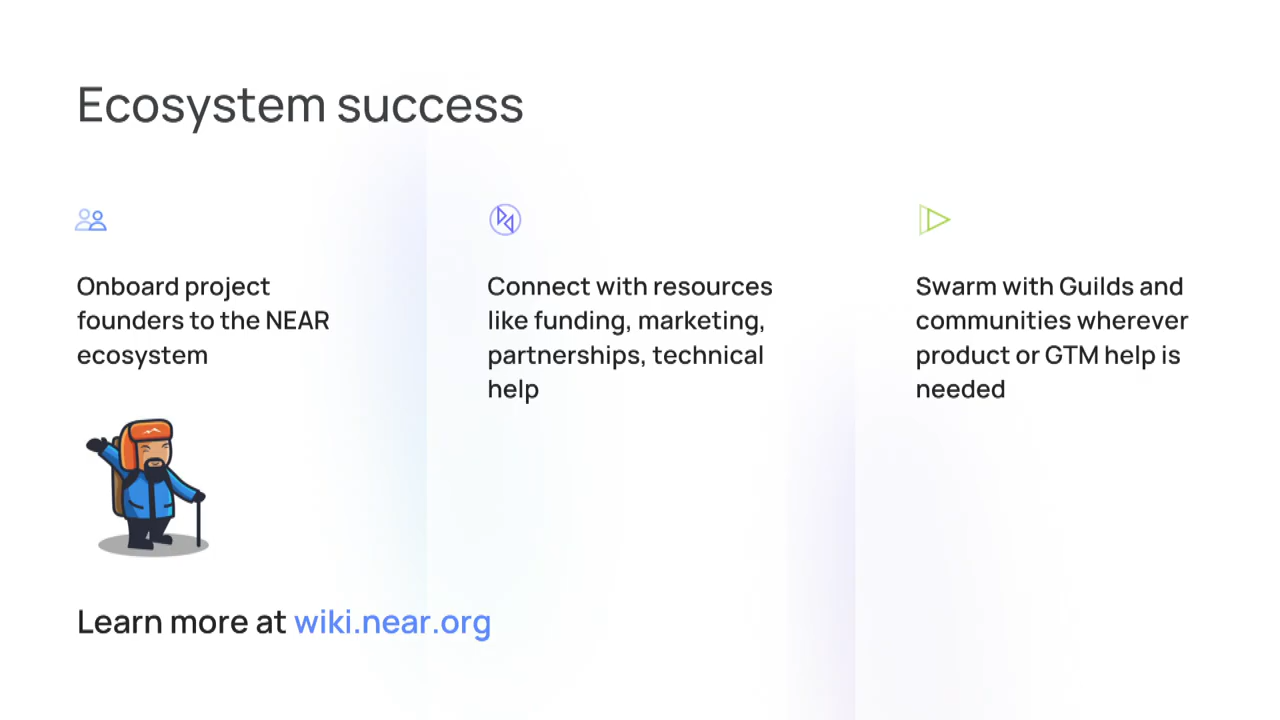 Ecosystem success
Onboard project
founders to the NEAR
ecosystem
Connect with resources
like funding, marketing,
partnerships, technical
help
Swarm with Guilds and
communities wherever
product or GTM help is
needed
Learn more at wiki.near.org